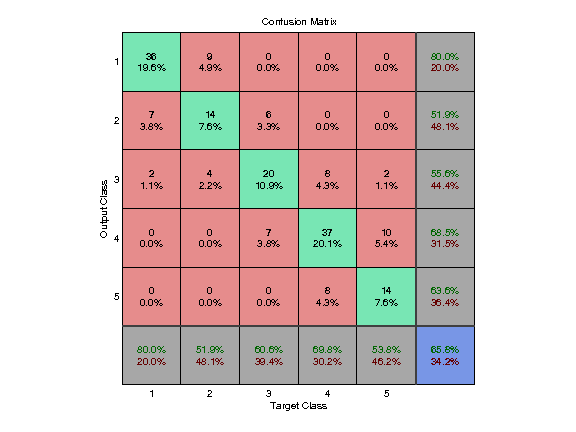 Confusion Matrix
1 36 9 0 0 0 80.0%
19.6% 4.9% 0.0% 0.0% 0.0% 20.0%
2 7 14 6 0 0 51.9%
3.8% 7.6% 3.3% 0.0% 0.0% 48.1%
3 2 4 20 8 2 55.6%
1.1% 2.2% 10.9% 4.3% 1.1% 44.4%
4 0 0 7 37 10 68.5%
0.0% 0.0% 3.8% 20.1% 5.4% 31.5%
5 0 0 0 8 14 63.6%
0.0% 0.0% 0.0% 4.3% 7.6% 36.4%
80.0% 51.9% 60.6% 69.8% 53.8% 65.8%
20.0% 48.1% 39.4% 30.2% 46.2% 34.2%
1 2 3 4 5
Target Class
Output Class